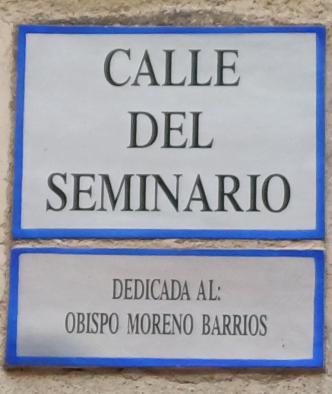 CALLE
DEL
SEMINARIO
DEDICADA AL:
OBISPO MORENO BARRIOS